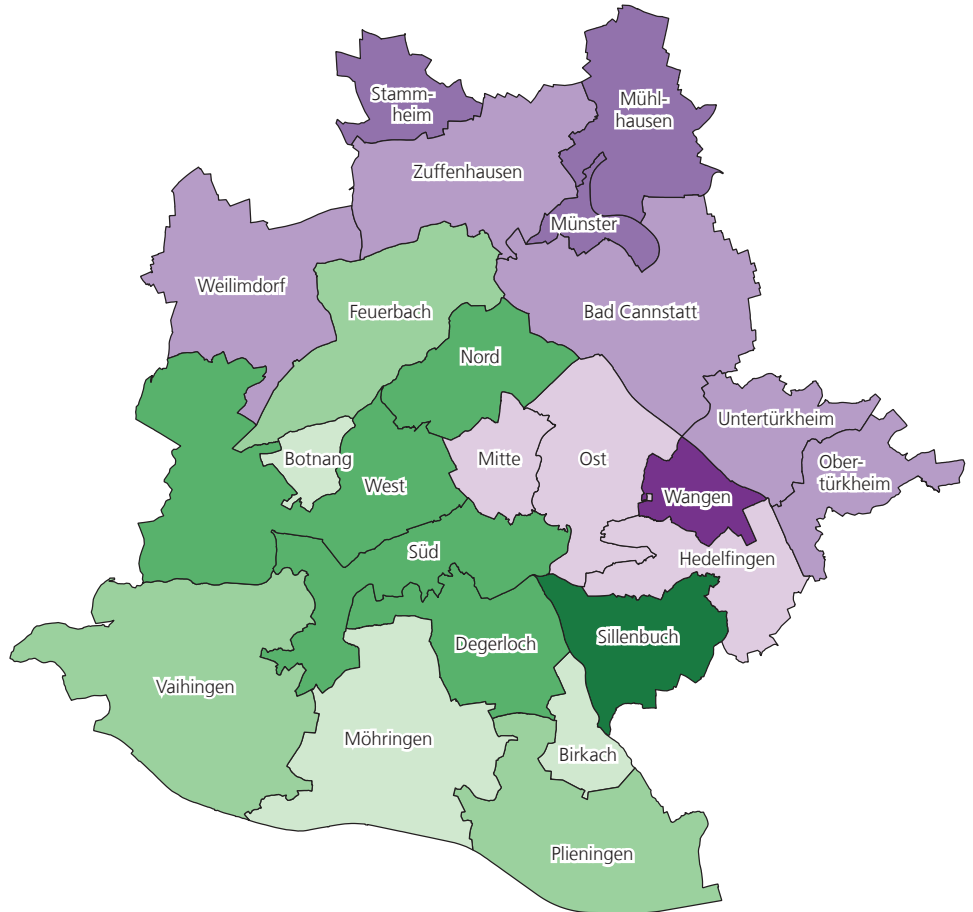 Stamm-
heim
Mühl-
hausen
Zuffenhausen
Münster
Weilimdorf
Feuerbach
Bad Cannstatt
Nord
Untertürkheim
Botnang
West
Mitte
Ost
Ober-
türkheim
Wangen
Süd
Hedelfingen
Degerloch
Sillenbuch
Vaihingen
Möhringen
Birkach
Plieningen